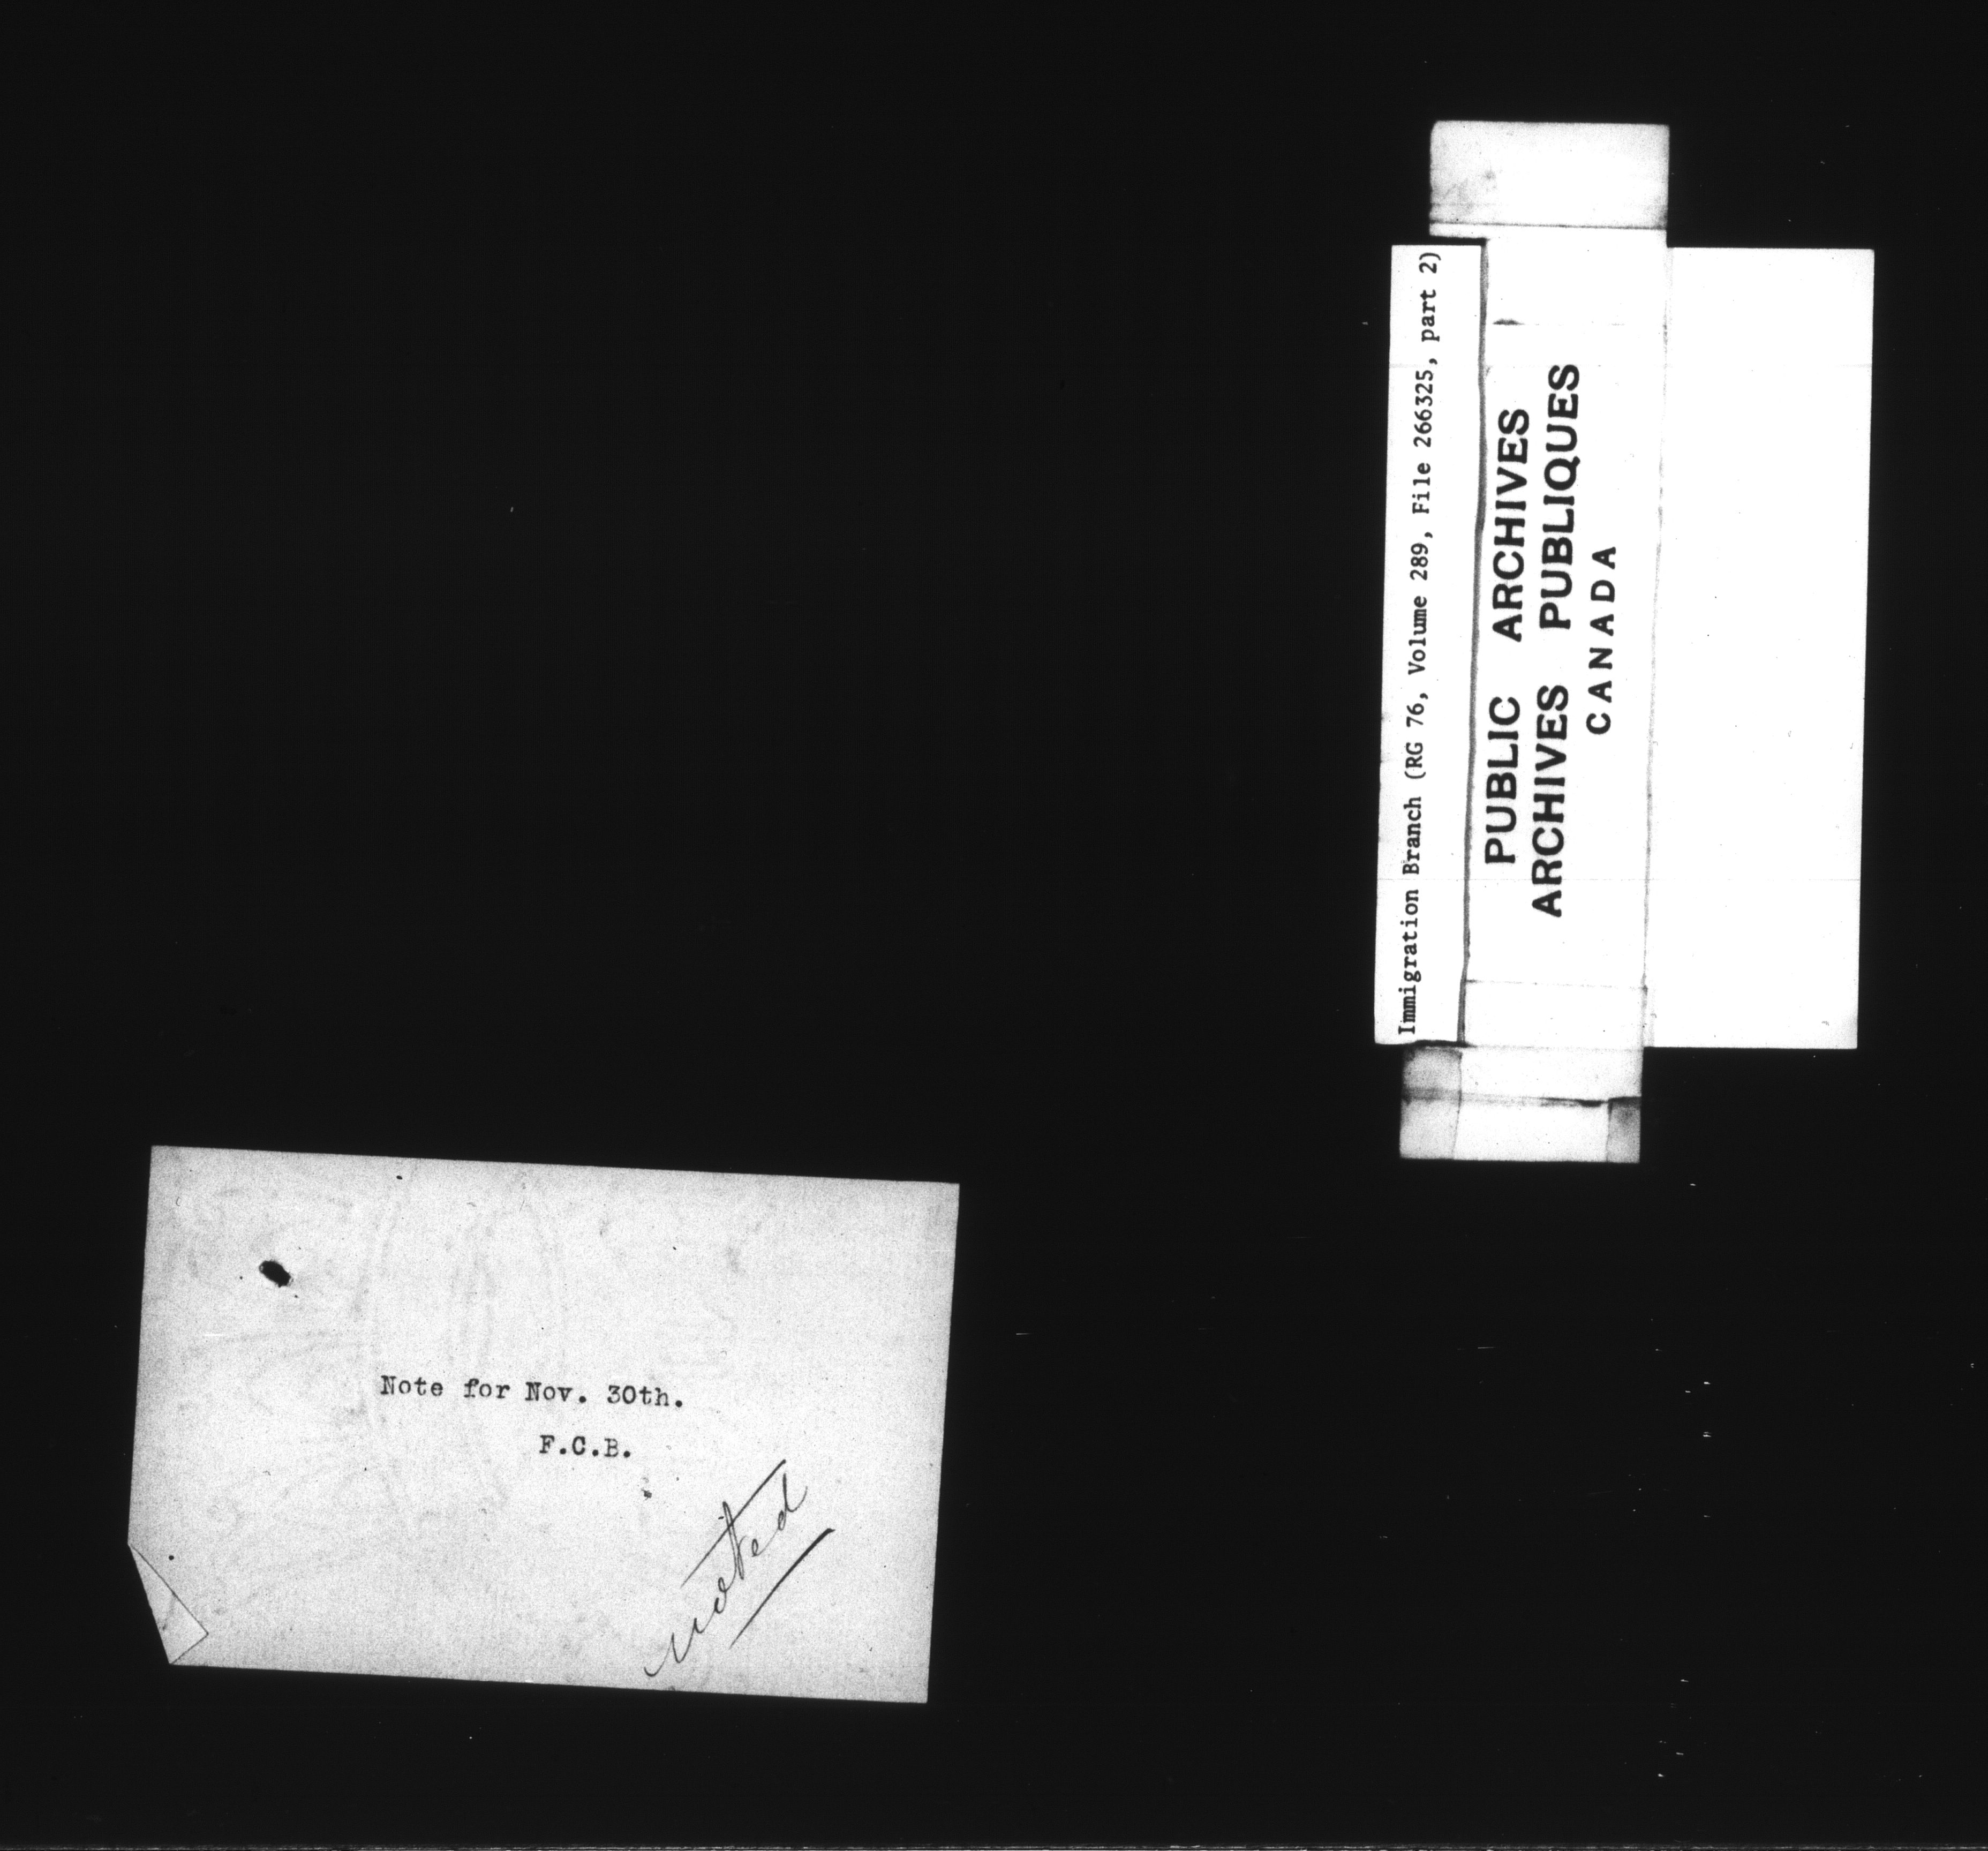 Immigration Branch (RG 76, Volume 289, File 266325, part 2)
PUBLIC ARCHIVES
ARCHIVES PUBLIQUES
CANADA
Note for Nov. 30th.
F.C.B.
noted